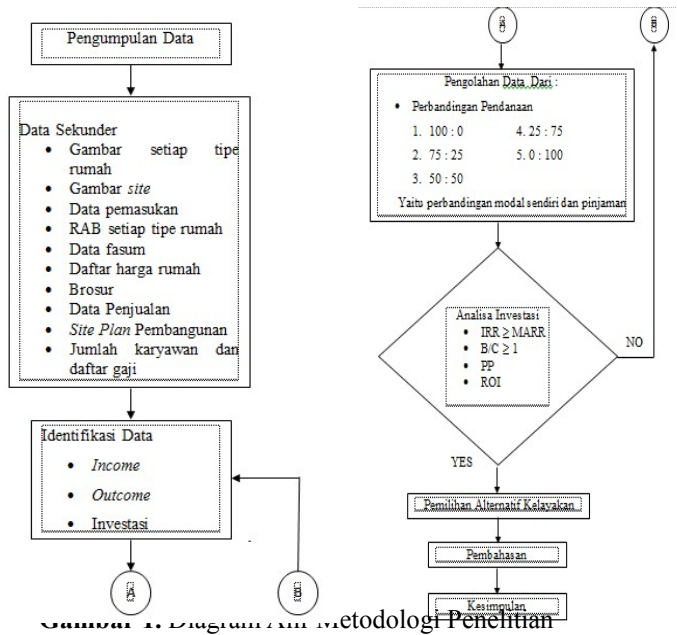 Pengumpulan Data
Data Sekunder
• Gambar setiap tipe
rumah
• Gambar site
• Data pemasukan
• RAB setiap tipe rumah
• Data fasum
• Daftar harga rumah
• Brosur
• Data Penjualan
• Site Plan Pembangunan
• Jumlah karyawan dan
daftar gaji
Identifikasi Data
• Income
• Outcome
• Investasi
A
B
A
B
Pengolahan Data Dari :
• Perbandingan Pendanaan
1. 100 : 0 4. 25 : 75
2. 75 : 25 5. 0 : 100
3. 50 : 50
Yaitu perbandingan modal sendiri dan pinjaman
Analisa Investasi
• IRR ≥ MARR
• B/C ≥ 1
• PP
• ROI
NO
YES
Pemilihan Alternatif Kelayakan
Pembahasan
Kesimpulan
Gambar 1. Diagram Alir Metodologi Penelitian